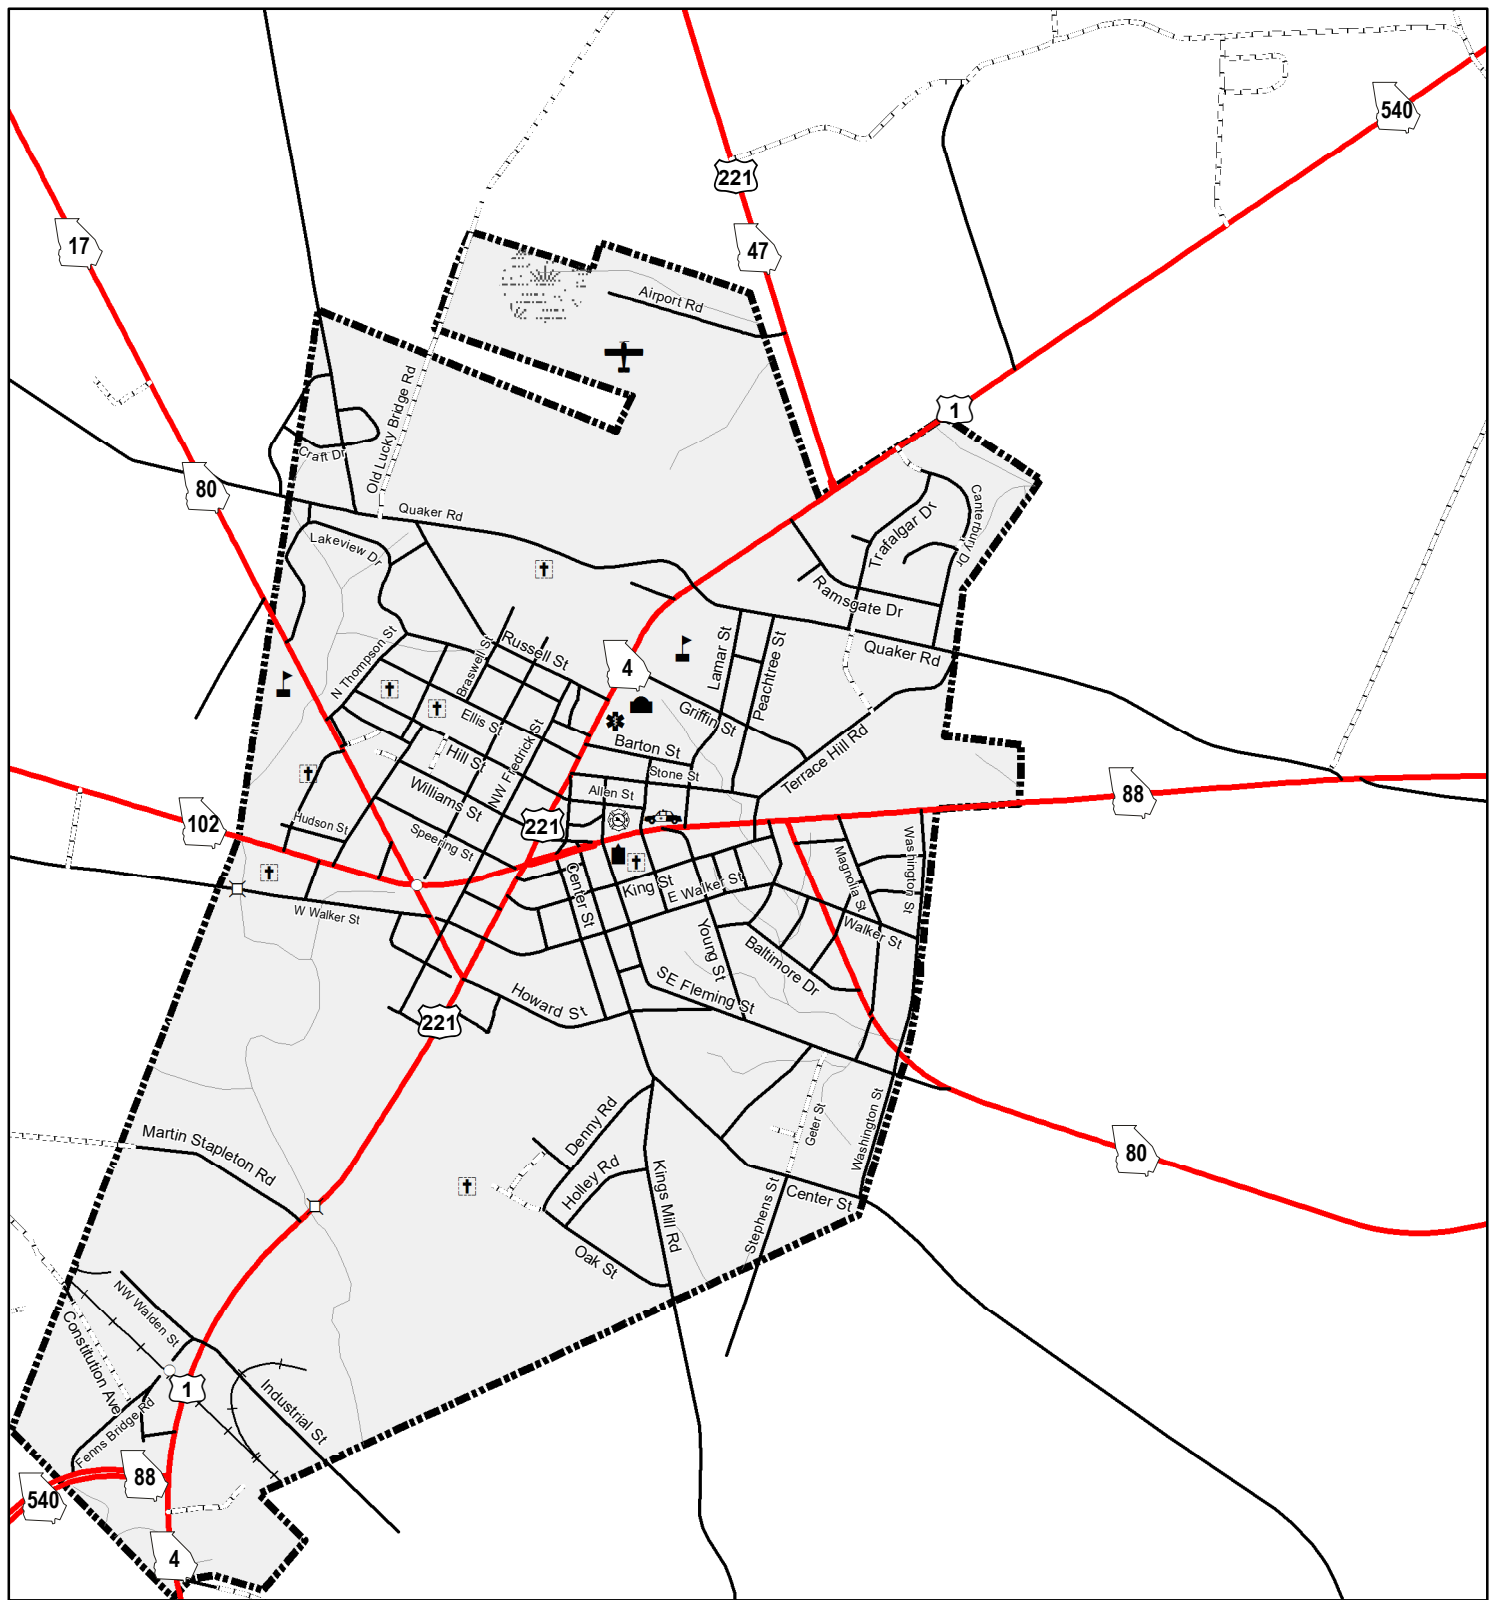 540
221
17
47
Airport Rd
1
Old Lucky Bridge Rd
Craft Dr
80
Quaker Rd
Canterbury Dr
Trafalgar Dr
Lakeview Dr
Ramsgate Dr
Russell St
N Thompson St
Braswell St
4
Lamar St
Peachtree St
Quaker Rd
Ellis St
Griffin St
NW Fredrick St
Barton St
Hill St
Stone St
Terrace Hill Rd
Williams St
Allen St
88
102
Hudson St
Speering St
221
Magnolia St
Washington St
Center St
King St
E Walker St
W Walker St
Walker St
Young St
Baltimore Dr
SE Fleming St
Howard St
221
Denny Rd
Geter St
Washington St
Martin Stapleton Rd
80
Holley Rd
Kings Mill Rd
Stephens St
Center St
Oak St
NW Walden St
Constitution Ave
1
Industrial St
Fenns Bridge Rd
88
540
4